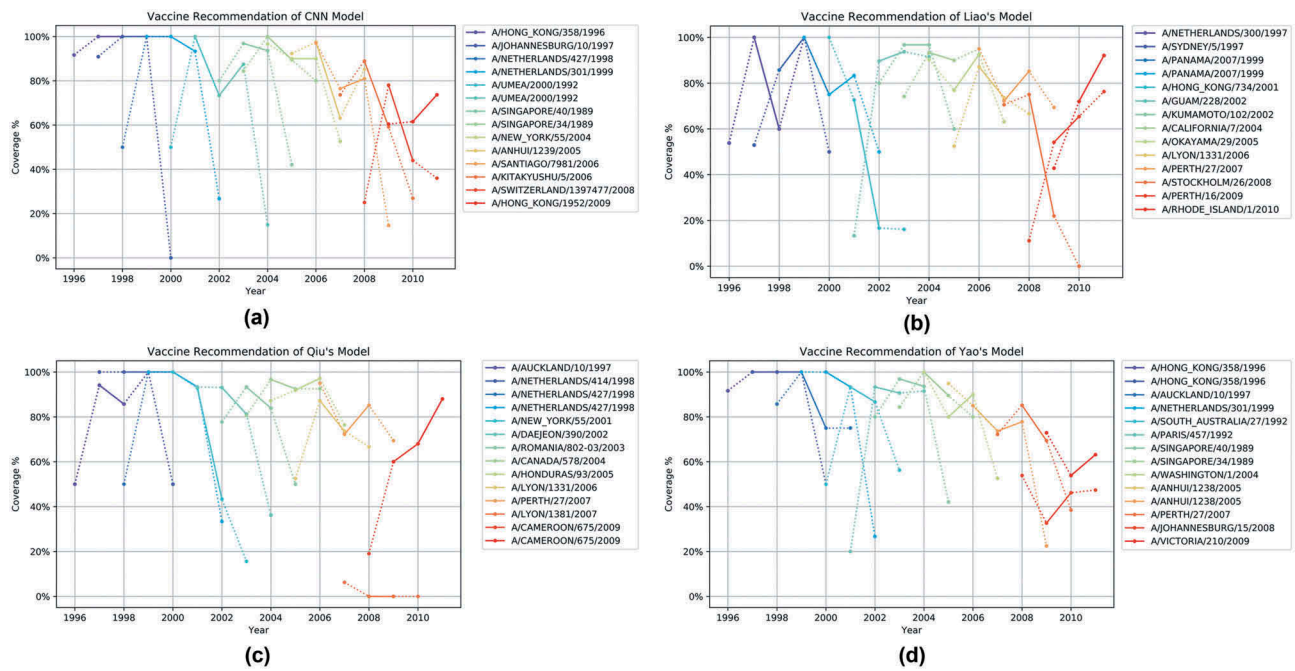 Vaccine Recommendation of CNN Model
100%
80%
60%
40%
20%
0%
Coverage %
1996
1998
2000
2002
2004
2006
2008
2010
Year
A/HONG_KONG/358/1996
A/JOHANNESBURG/10/1997
A/NETHERLANDS/427/1998
A/NETHERLANDS/301/1999
A/UMEA/2000/1992
A/UMEA/2000/1992
A/SINGAPORE/40/1989
A/SINGAPORE/34/1989
A/NEW_YORK/55/2004
A/ANHUI/1239/2005
A/SANTIAGO/7981/2006
A/KITAKYUSHU/5/2006
A/SWITZERLAND/1397477/2008
A/HONG_KONG/1952/2009
(a)
Vaccine Recommendation of Liao's Model
100%
80%
60%
40%
20%
0%
Coverage %
1996
1998
2000
2002
2004
2006
2008
2010
Year
A/NETHERLANDS/300/1997
A/SYDNEY/5/1997
A/PANAMA/2007/1999
A/PANAMA/2007/1999
A/HONG_KONG/734/2001
A/GUAM/228/2002
A/KUMAMOTO/102/2002
A/CALIFORNIA/7/2004
A/OKAYAMA/29/2005
A/LYON/1331/2006
A/PERTH/27/2007
A/STOCKHOLM/26/2008
A/PERTH/16/2009
A/RHODE_ISLAND/1/2010
(b)
Vaccine Recommendation of Qiu's Model
100%
80%
60%
40%
20%
0%
Coverage %
1996
1998
2000
2002
2004
2006
2008
2010
Year
A/AUCKLAND/10/1997
A/NETHERLANDS/414/1998
A/NETHERLANDS/427/1998
A/NETHERLANDS/427/1998
A/NEW_YORK/55/2001
A/DAEJEON/390/2002
A/ROMANIA/802-03/2003
A/CANADA/578/2004
A/HONDURAS/93/2005
A/LYON/1331/2006
A/PERTH/27/2007
A/LYON/1381/2007
A/CAMEROON/675/2009
A/CAMEROON/675/2009
(c)
Vaccine Recommendation of Yao's Model
100%
80%
60%
40%
20%
0%
Coverage %
1996
1998
2000
2002
2004
2006
2008
2010
Year
A/HONG_KONG/358/1996
A/HONG_KONG/358/1996
A/AUCKLAND/10/1997
A/NETHERLANDS/301/1999
A/SOUTH_AUSTRALIA/27/1992
A/PARIS/457/1992
A/SINGAPORE/40/1989
A/SINGAPORE/34/1989
A/WASHINGTON/1/2004
A/ANHUI/1238/2005
A/ANHUI/1238/2005
A/PERTH/27/2007
A/JOHANNESBURG/15/2008
A/VICTORIA/210/2009
(d)